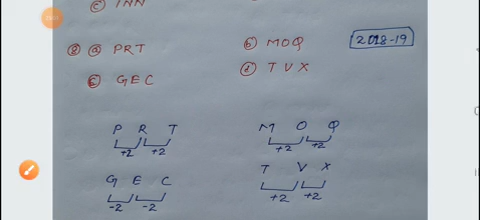 Ⓒ INN
⑧ ⓐ PRT ⓑ MOQ 2018-19
ⓒ GEC ⓓ TVX
P R T M O Q
+2 +2 +2 +2
G E C T V X
-2 -2 +2 +2